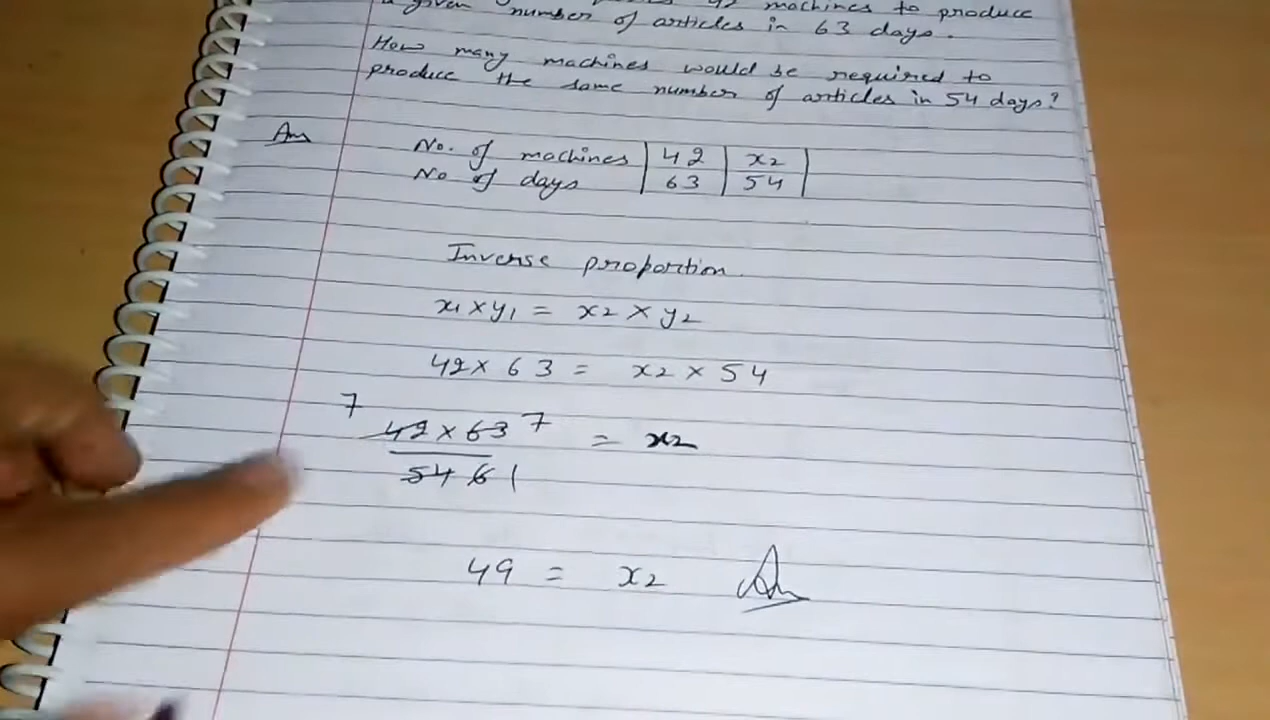 machines to produce
a given number of articles in 63 days.
How many machines would be required to
produce the same number of articles in 54 days?
Ans
No. of machines | 42 | x2 |
No of days | 63 | 54 |
Inverse proportion.
x1 × y1 = x2 × y2
42 × 63 = x2 × 54
7 42 × 63 7 = x2
54 6 1
49 = x2 Ans